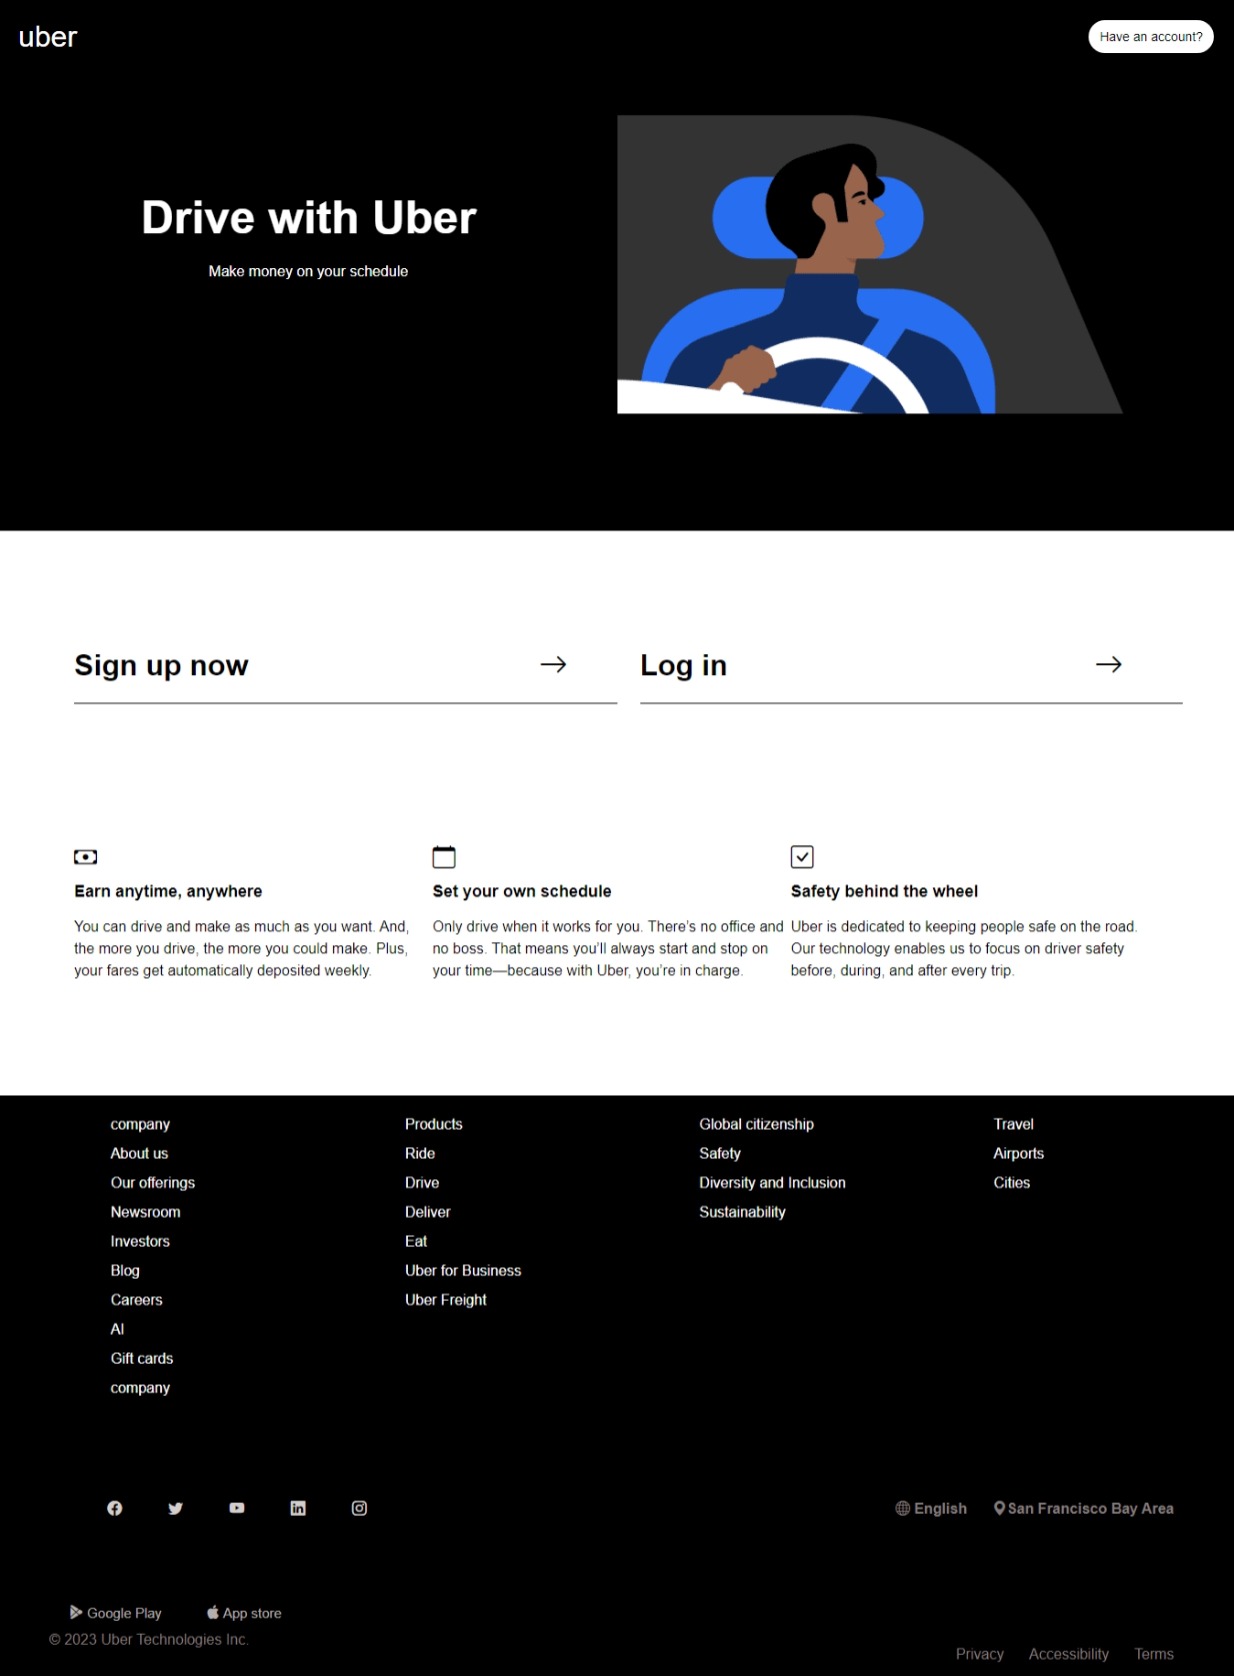 uber
Have an account?
Drive with Uber
Make money on your schedule
Sign up now
Log in
Earn anytime, anywhere
You can drive and make as much as you want. And,
the more you drive, the more you could make. Plus,
your fares get automatically deposited weekly.
Set your own schedule
Only drive when it works for you. There’s no office and
no boss. That means you’ll always start and stop on
your time—because with Uber, you’re in charge.
Safety behind the wheel
Uber is dedicated to keeping people safe on the road.
Our technology enables us to focus on driver safety
before, during, and after every trip.
company
About us
Our offerings
Newsroom
Investors
Blog
Careers
AI
Gift cards
company
Products
Ride
Drive
Deliver
Eat
Uber for Business
Uber Freight
Global citizenship
Safety
Diversity and Inclusion
Sustainability
Travel
Airports
Cities
English
San Francisco Bay Area
Google Play
App store
© 2023 Uber Technologies Inc.
Privacy
Accessibility
Terms